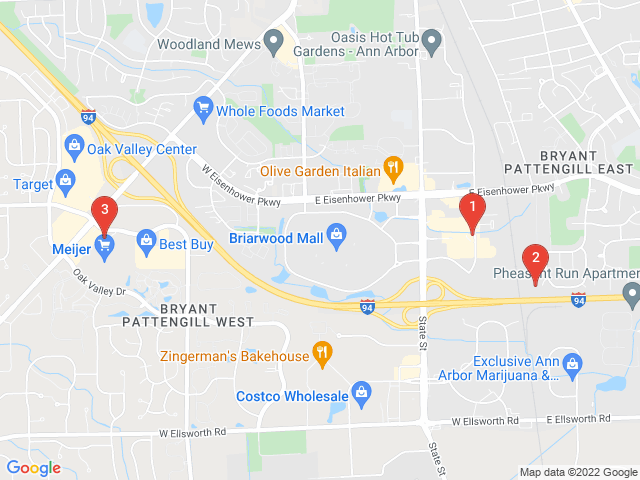 Woodland Mews
Oasis Hot Tub
Gardens - Ann Arbor
94
Whole Foods Market
Oak Valley Center
W Eisenhower Pkwy
Olive Garden Italian
BRYANT
PATTENGILL EAST
Target
E Eisenhower Pkwy
E Eisenhower Pkwy
3
1
Meijer
Best Buy
Briarwood Mall
2
Pheasant Run Apartment
Oak Valley Dr
94
94
BRYANT
PATTENGILL WEST
State St
Zingerman's Bakehouse
Exclusive Ann
Arbor Marijuana &...
Costco Wholesale
W Ellsworth Rd
E Ellsworth Rd
State St
Google
Map data ©2022 Google